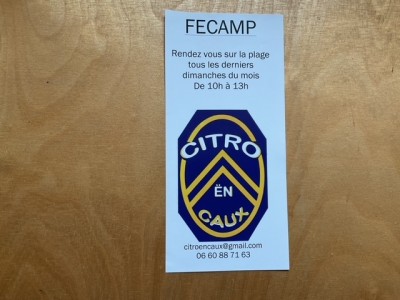 FECAMP
Rendez vous sur la plage
tous les derniers
dimanches du mois
De 10h à 13h
CITRO
ËN
CAUX
citroencaux@gmail.com
06 60 88 71 63